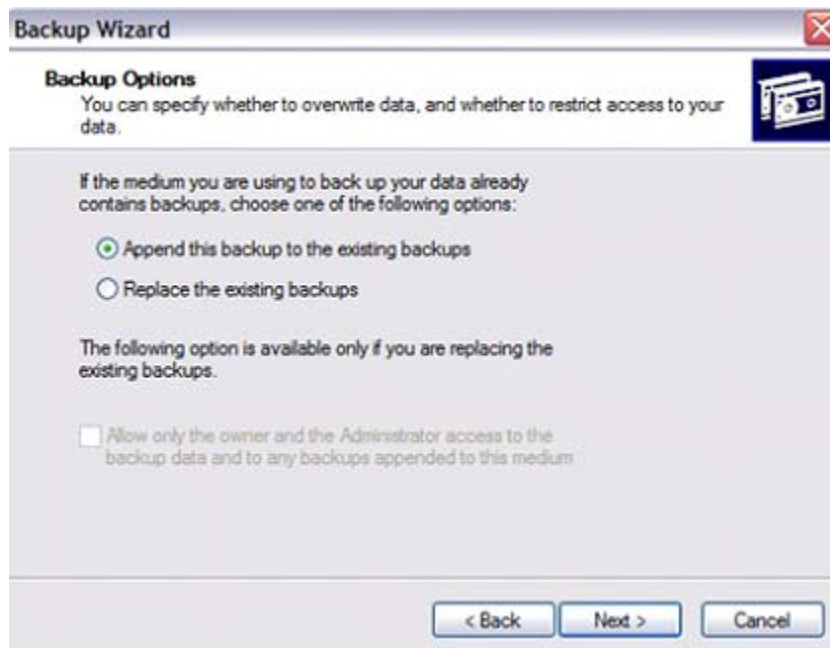 Backup Wizard
Backup Options
You can specify whether to overwrite data, and whether to restrict access to your
data.
If the medium you are using to back up your data already
contains backups, choose one of the following options:
Append this backup to the existing backups
Replace the existing backups
The following option is available only if you are replacing the
existing backups.
Allow only the owner and the Administrator access to the
backup data and to any backups appended to this medium
< Back Next > Cancel